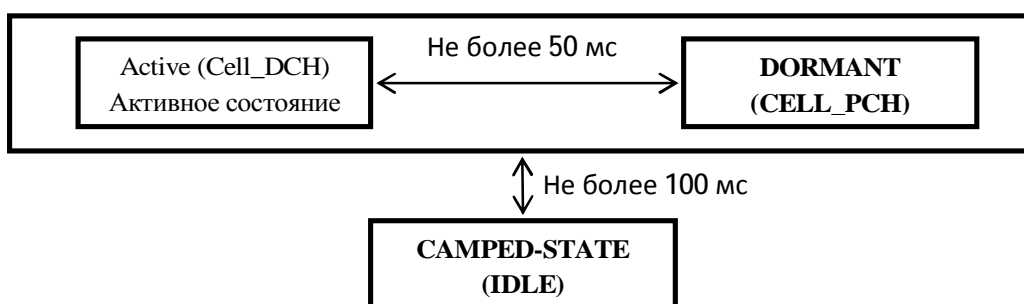 Не более 50 мс
Active (Cell_DCH)
Активное состояние
DORMANT
(CELL_PCH)
Не более 100 мс
CAMPED-STATE
(IDLE)